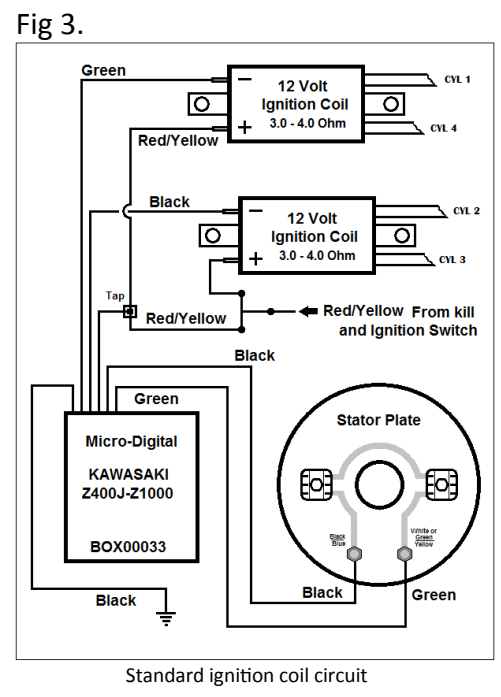 Fig 3.
Green
12 Volt
Ignition Coil
3.0 - 4.0 Ohm
−
+
CYL 1
CYL 4
Red/Yellow
Black
12 Volt
Ignition Coil
3.0 - 4.0 Ohm
−
+
CYL 2
CYL 3
Tap
Red/Yellow
Red/Yellow From kill
and Ignition Switch
Black
Green
Micro-Digital
KAWASAKI
Z400J-Z1000
BOX00033
Stator Plate
Black
Blue
White or
Green
Yellow
Black
Green
Black
Standard ignition coil circuit